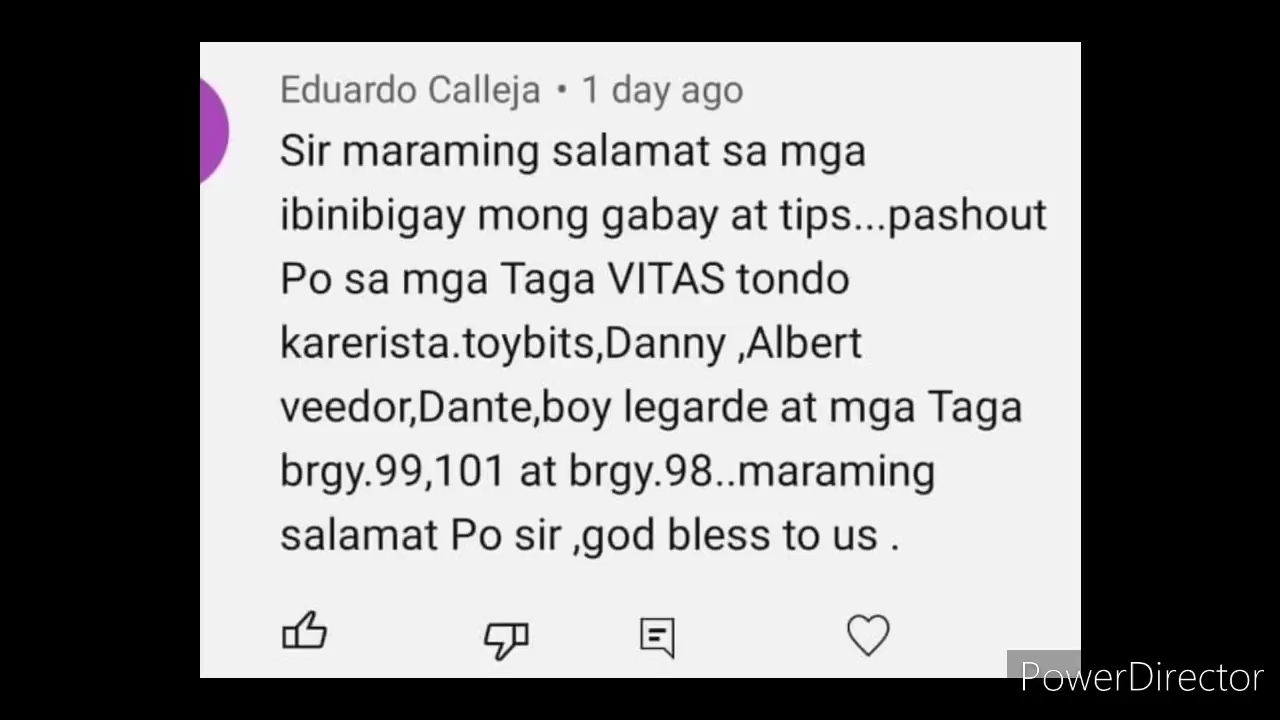 Eduardo Calleja • 1 day ago
Sir maraming salamat sa mga
ibinibigay mong gabay at tips...pashout
Po sa mga Taga VITAS tondo
karerista.toybits,Danny ,Albert
veedor,Dante,boy legarde at mga Taga
brgy.99,101 at brgy.98..maraming
salamat Po sir ,god bless to us .
PowerDirector